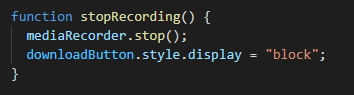 function stopRecording() {
  mediaRecorder.stop();
  downloadButton.style.display = "block";
}